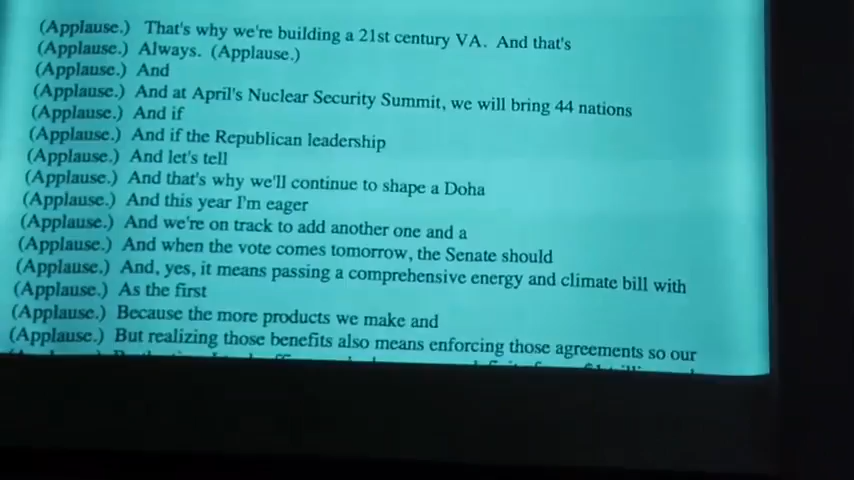 (Applause.) That's why we're building a 21st century VA. And that's
(Applause.) Always. (Applause.)
(Applause.) And
(Applause.) And at April's Nuclear Security Summit, we will bring 44 nations
(Applause.) And if
(Applause.) And if the Republican leadership
(Applause.) And let's tell
(Applause.) And that's why we'll continue to shape a Doha
(Applause.) And this year I'm eager
(Applause.) And we're on track to add another one and a
(Applause.) And when the vote comes tomorrow, the Senate should
(Applause.) And, yes, it means passing a comprehensive energy and climate bill with
(Applause.) As the first
(Applause.) Because the more products we make and
(Applause.) But realizing those benefits also means enforcing those agreements so our